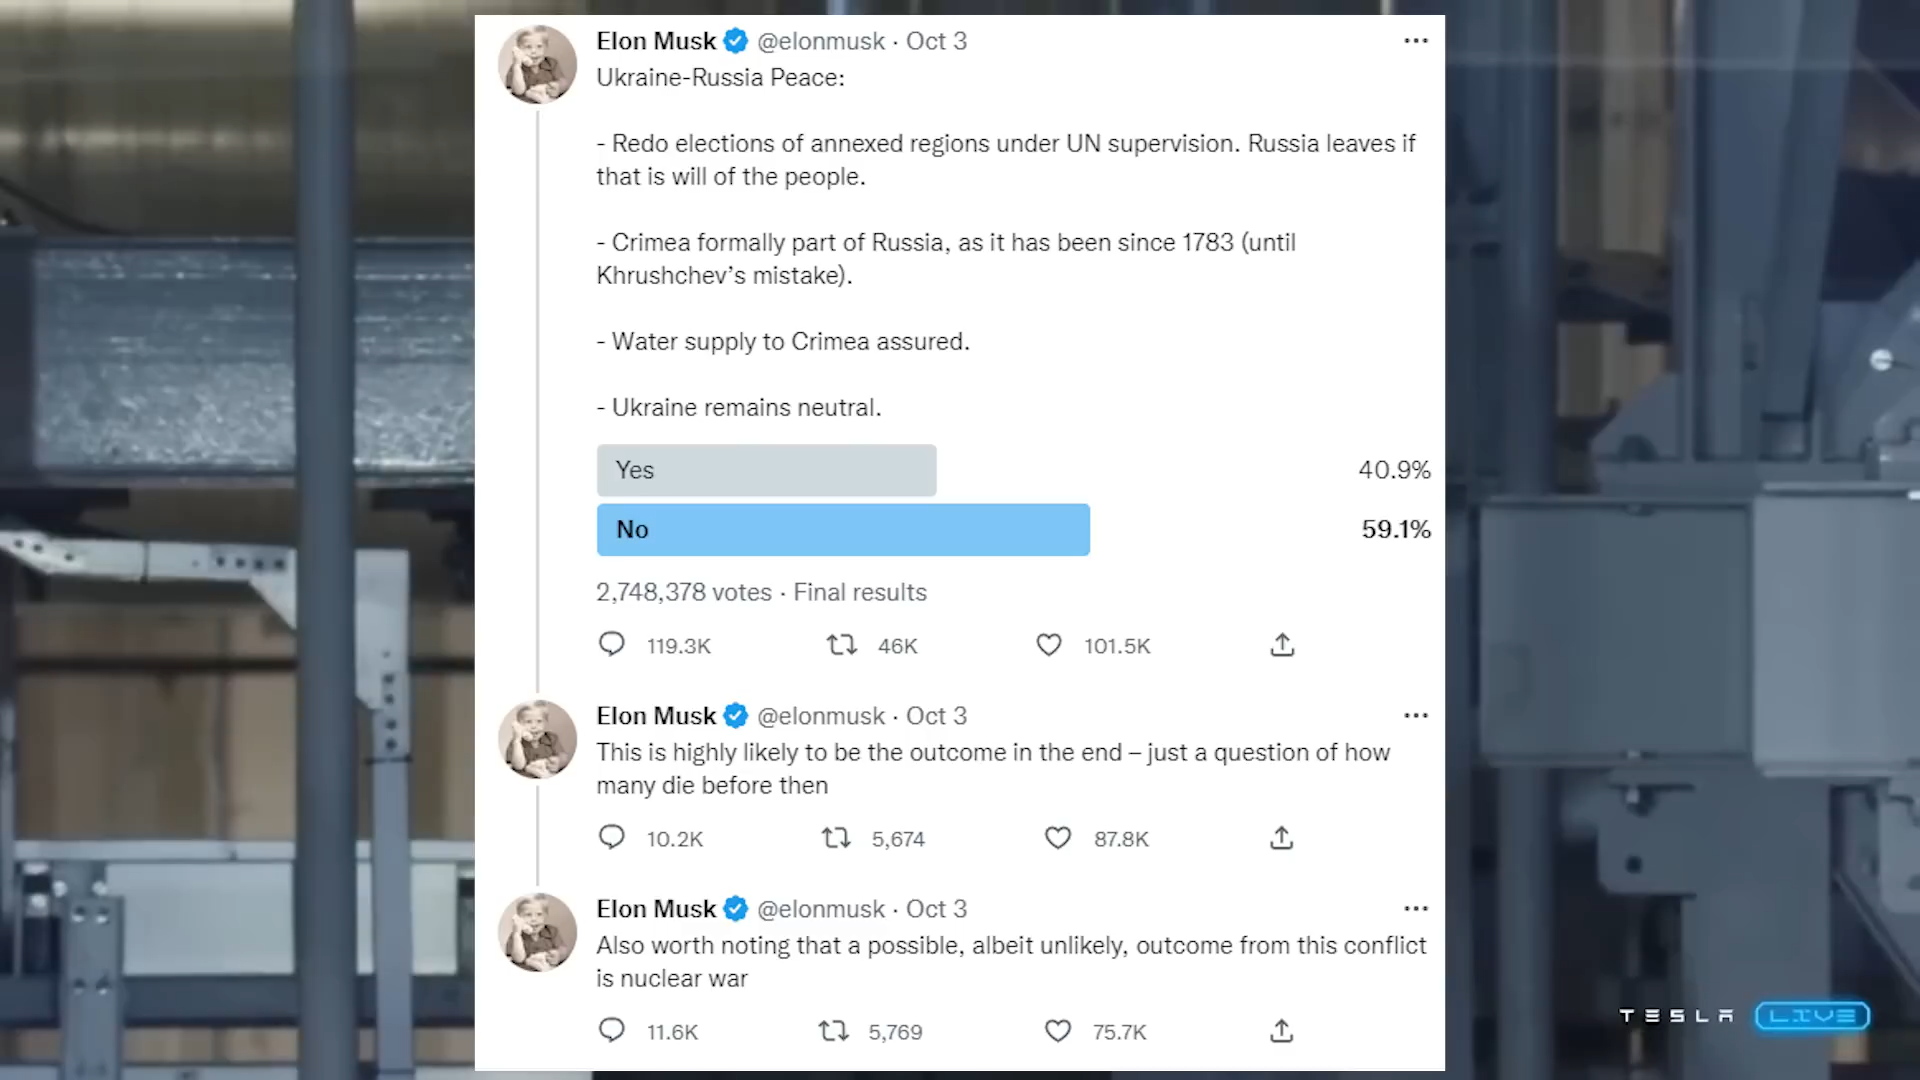 Elon Musk @elonmusk · Oct 3
Ukraine-Russia Peace:
- Redo elections of annexed regions under UN supervision. Russia leaves if
that is will of the people.
- Crimea formally part of Russia, as it has been since 1783 (until
Khrushchev’s mistake).
- Water supply to Crimea assured.
- Ukraine remains neutral.
Yes 40.9%
No 59.1%
2,748,378 votes · Final results
119.3K 46K 101.5K
Elon Musk @elonmusk · Oct 3
This is highly likely to be the outcome in the end – just a question of how
many die before then
10.2K 5,674 87.8K
Elon Musk @elonmusk · Oct 3
Also worth noting that a possible, albeit unlikely, outcome from this conflict
is nuclear war
11.6K 5,769 75.7K
TESLA LIVE